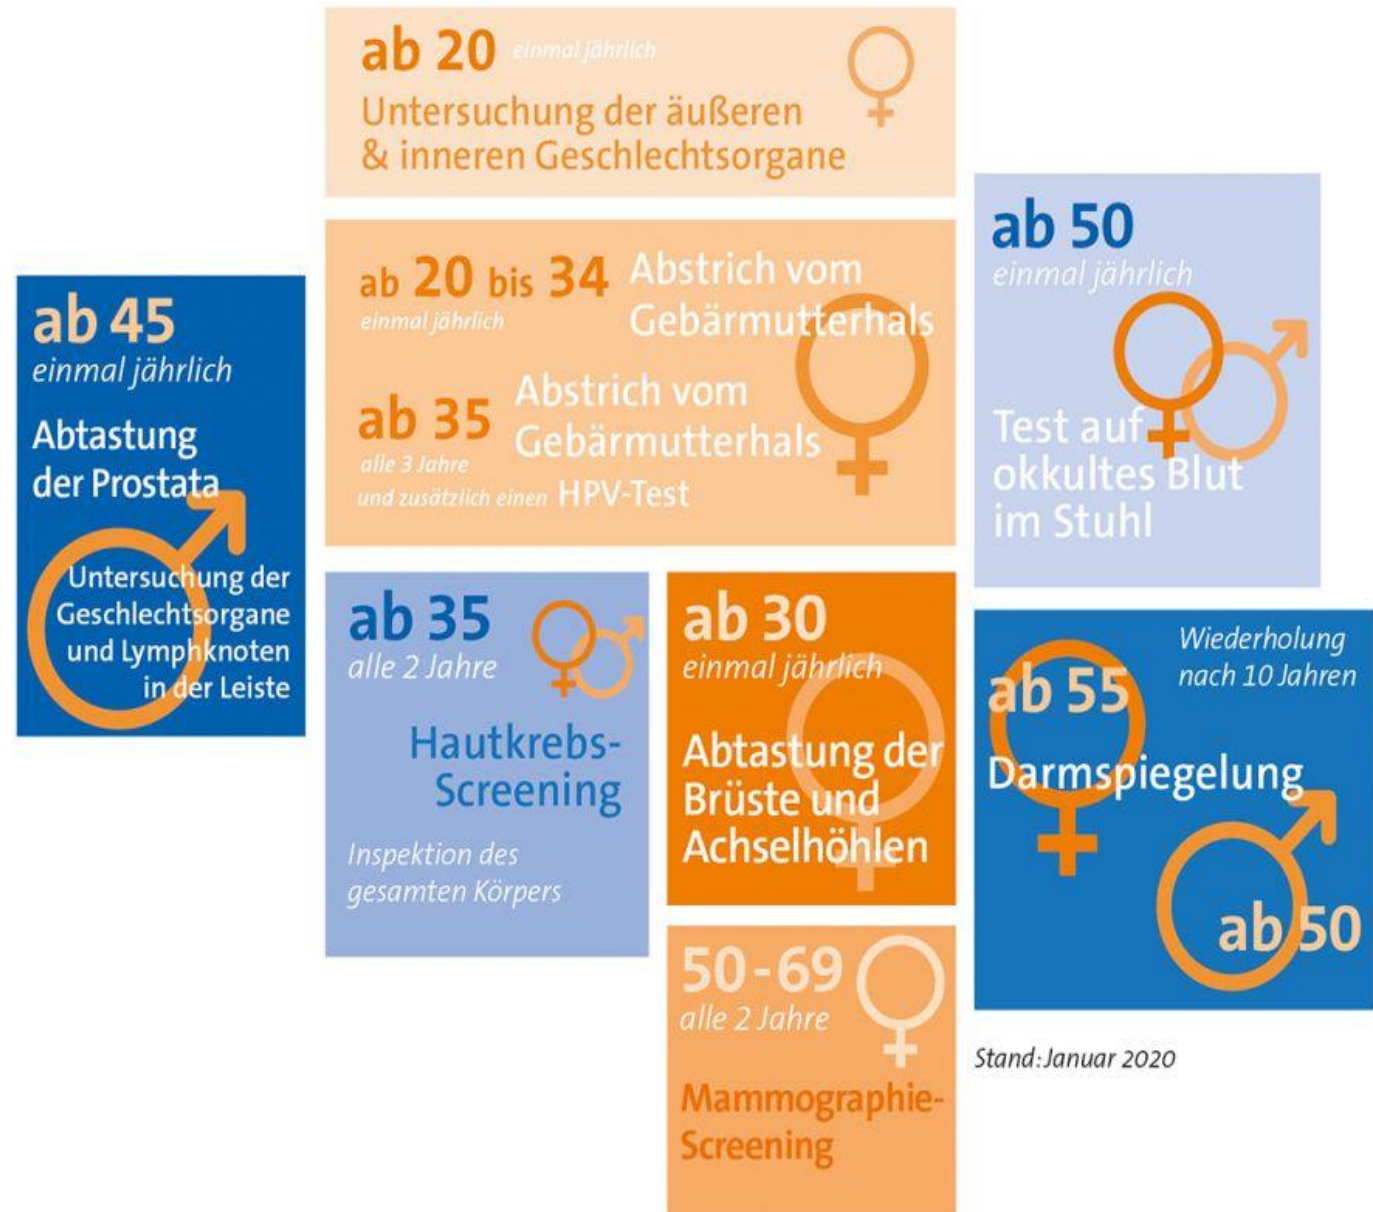 ab 20 einmal jährlich
Untersuchung der äußeren
& inneren Geschlechtsorgane
ab 20 bis 34 Abstrich vom
einmal jährlich Gebärmutterhals
ab 35 Abstrich vom
Gebärmutterhals
alle 3 Jahre
und zusätzlich einen HPV-Test
ab 45
einmal jährlich
Abtastung
der Prostata
Untersuchung der
Geschlechtsorgane
und Lymphknoten
in der Leiste
ab 35
alle 2 Jahre
Hautkrebs-
Screening
Inspektion des
gesamten Körpers
ab 30
einmal jährlich
Abtastung der
Brüste und
Achselhöhlen
50-69
alle 2 Jahre
Mammographie-
Screening
ab 50
einmal jährlich
Test auf
okkultes Blut
im Stuhl
Wiederholung
nach 10 Jahren
ab 55
Darmspiegelung
ab 50
Stand: Januar 2020